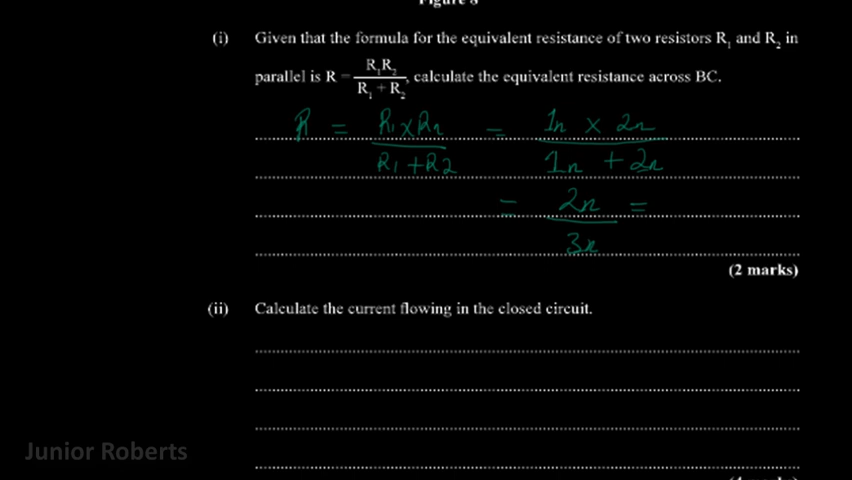 (i) Given that the formula for the equivalent resistance of two resistors R₁ and R₂ in
parallel is R = R₁R₂ / R₁ + R₂, calculate the equivalent resistance across BC.
R = R₁ × R₂ / R₁ + R2 = 1Ω × 2Ω / 1Ω + 2Ω
= 2Ω / 3Ω =
(2 marks)
(ii) Calculate the current flowing in the closed circuit.
Junior Roberts